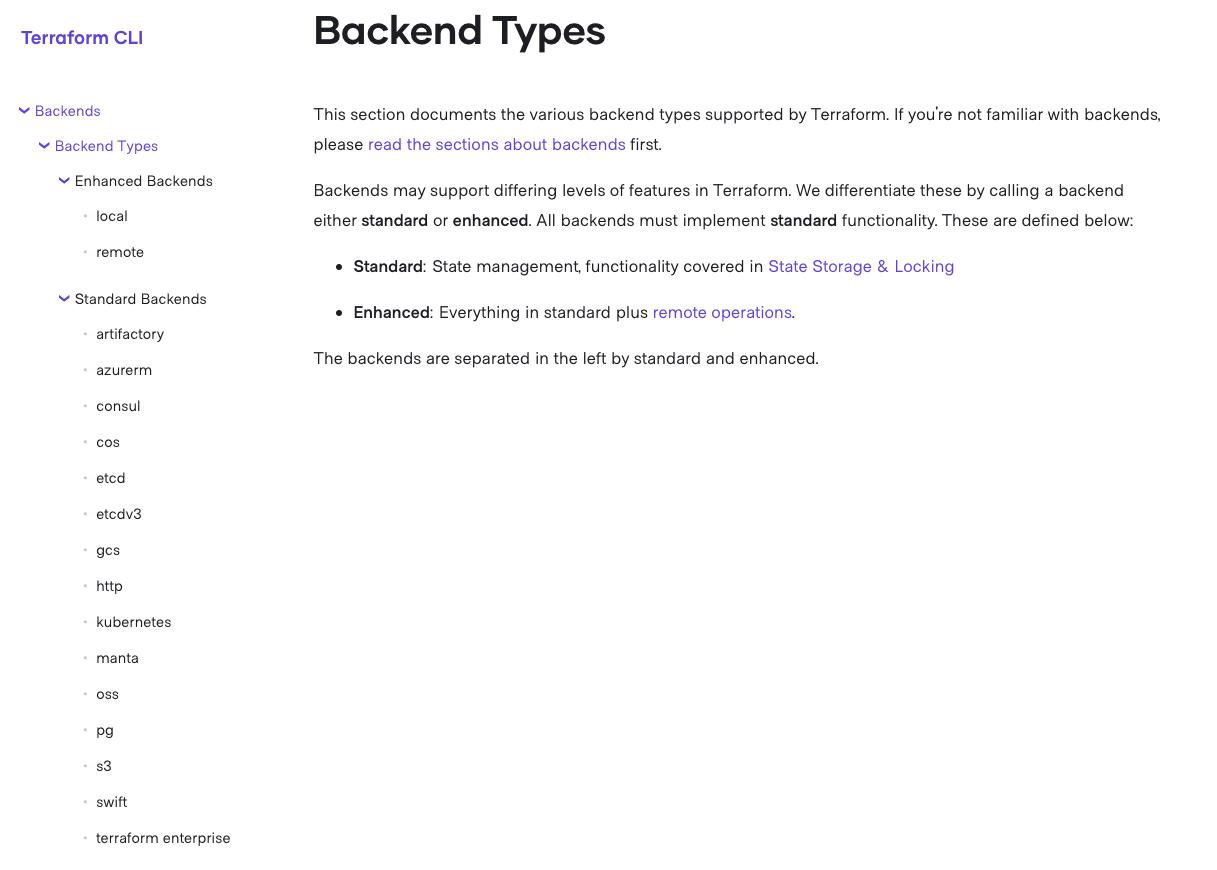 Terraform CLI
Backends
Backend Types
Enhanced Backends
local
remote
Standard Backends
artifactory
azurerm
consul
cos
etcd
etcdv3
gcs
http
kubernetes
manta
oss
pg
s3
swift
terraform enterprise
Backend Types
This section documents the various backend types supported by Terraform. If you're not familiar with backends,
please read the sections about backends first.
Backends may support differing levels of features in Terraform. We differentiate these by calling a backend
either standard or enhanced. All backends must implement standard functionality. These are defined below:
• Standard: State management, functionality covered in State Storage & Locking
• Enhanced: Everything in standard plus remote operations.
The backends are separated in the left by standard and enhanced.